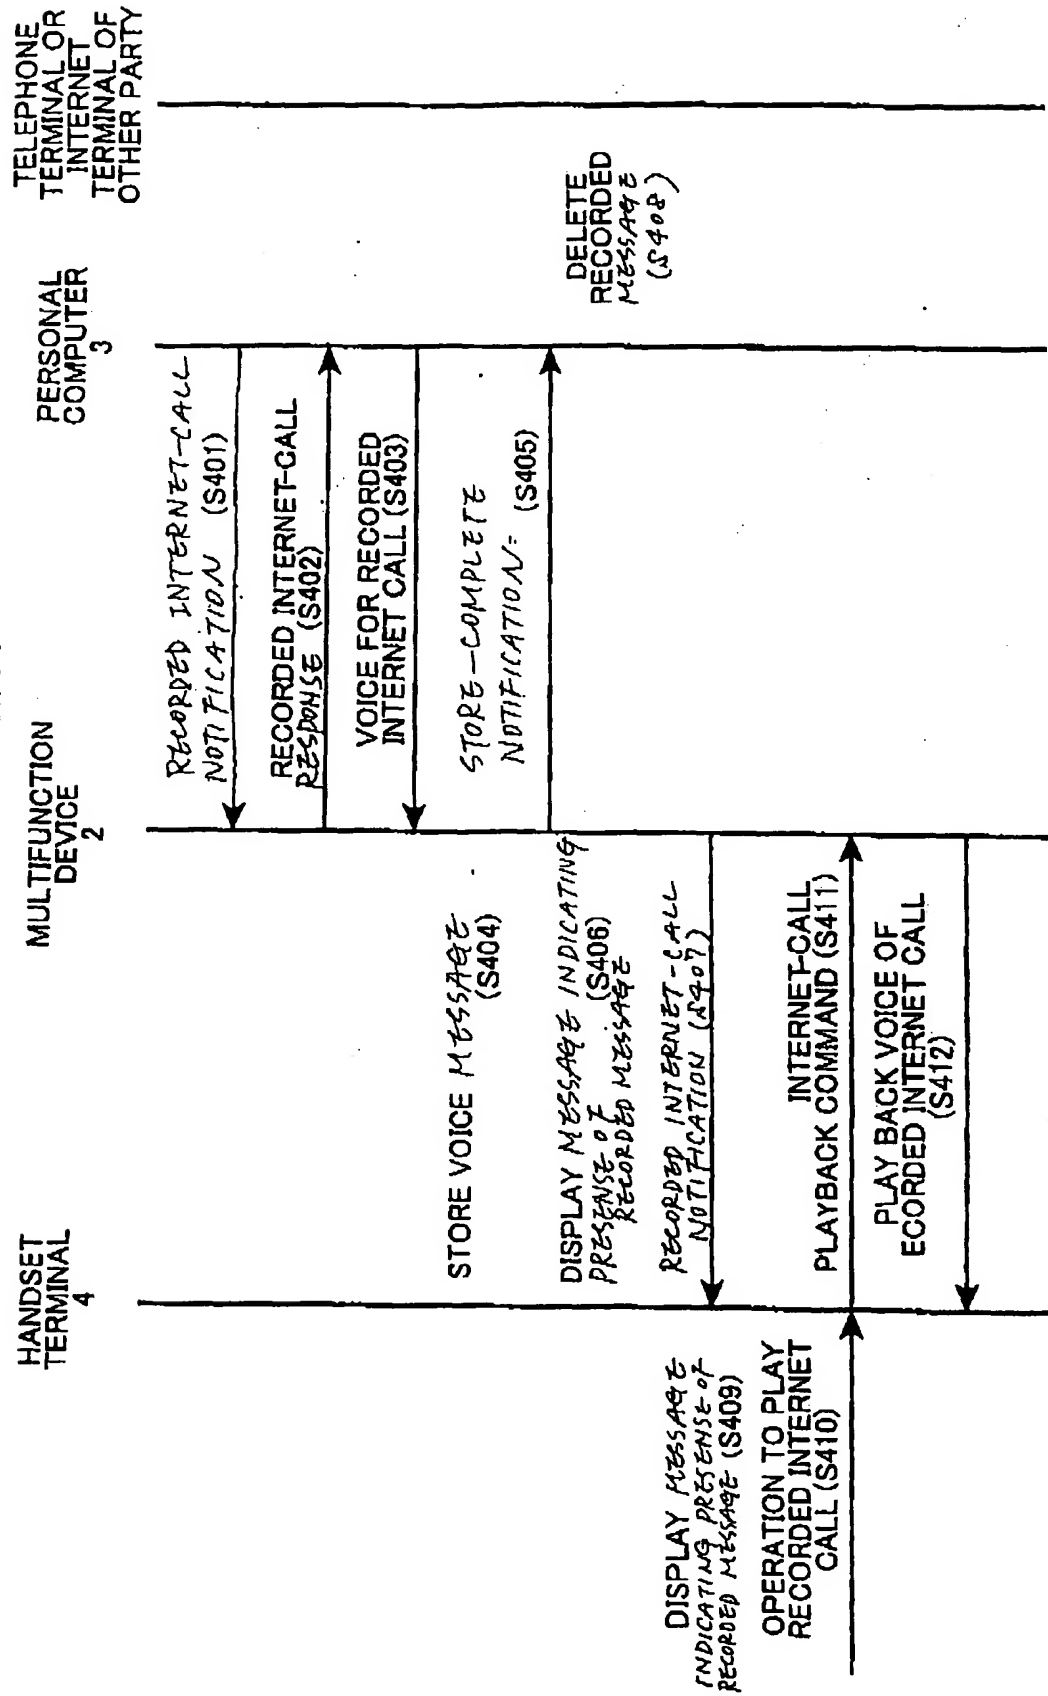 HANDSET
TERMINAL
4
MULTIFUNCTION
DEVICE
2
PERSONAL
COMPUTER
3
TELEPHONE
TERMINAL OR
INTERNET
TERMINAL OF
OTHER PARTY
RECORDED INTERNET-CALL
NOTIFICATION (S401)
RECORDED INTERNET-CALL
RESPONSE (S402)
VOICE FOR RECORDED
INTERNET CALL (S403)
STORE VOICE MESSAGE
(S404)
STORE-COMPLETE
NOTIFICATION: (S405)
DISPLAY MESSAGE INDICATING
PRESENSE OF (S406)
RECORDED MESSAGE
DELETE
RECORDED
MESSAGE
(S408)
RECORDED INTERNET-CALL
NOTIFICATION (S407)
DISPLAY MESSAGE
INDICATING PRESENSE OF
RECORDED MESSAGE (S409)
OPERATION TO PLAY
RECORDED INTERNET
CALL (S410)
INTERNET-CALL
PLAYBACK COMMAND (S411)
PLAY BACK VOICE OF
ECORDED INTERNET CALL
(S412)